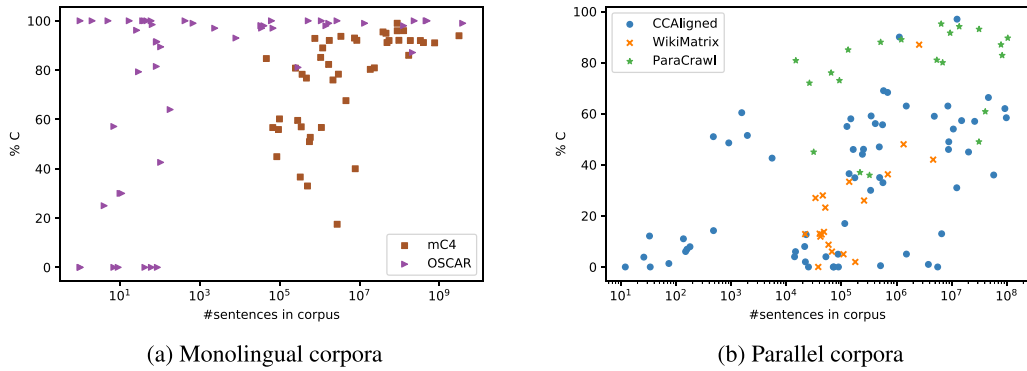 % C
100
80
60
40
20
0
mC4
OSCAR
10^1
10^3
10^5
10^7
10^9
#sentences in corpus
(a) Monolingual corpora
% C
100
80
60
40
20
0
CCAligned
WikiMatrix
ParaCrawl
10^1
10^2
10^3
10^4
10^5
10^6
10^7
10^8
#sentences in corpus
(b) Parallel corpora